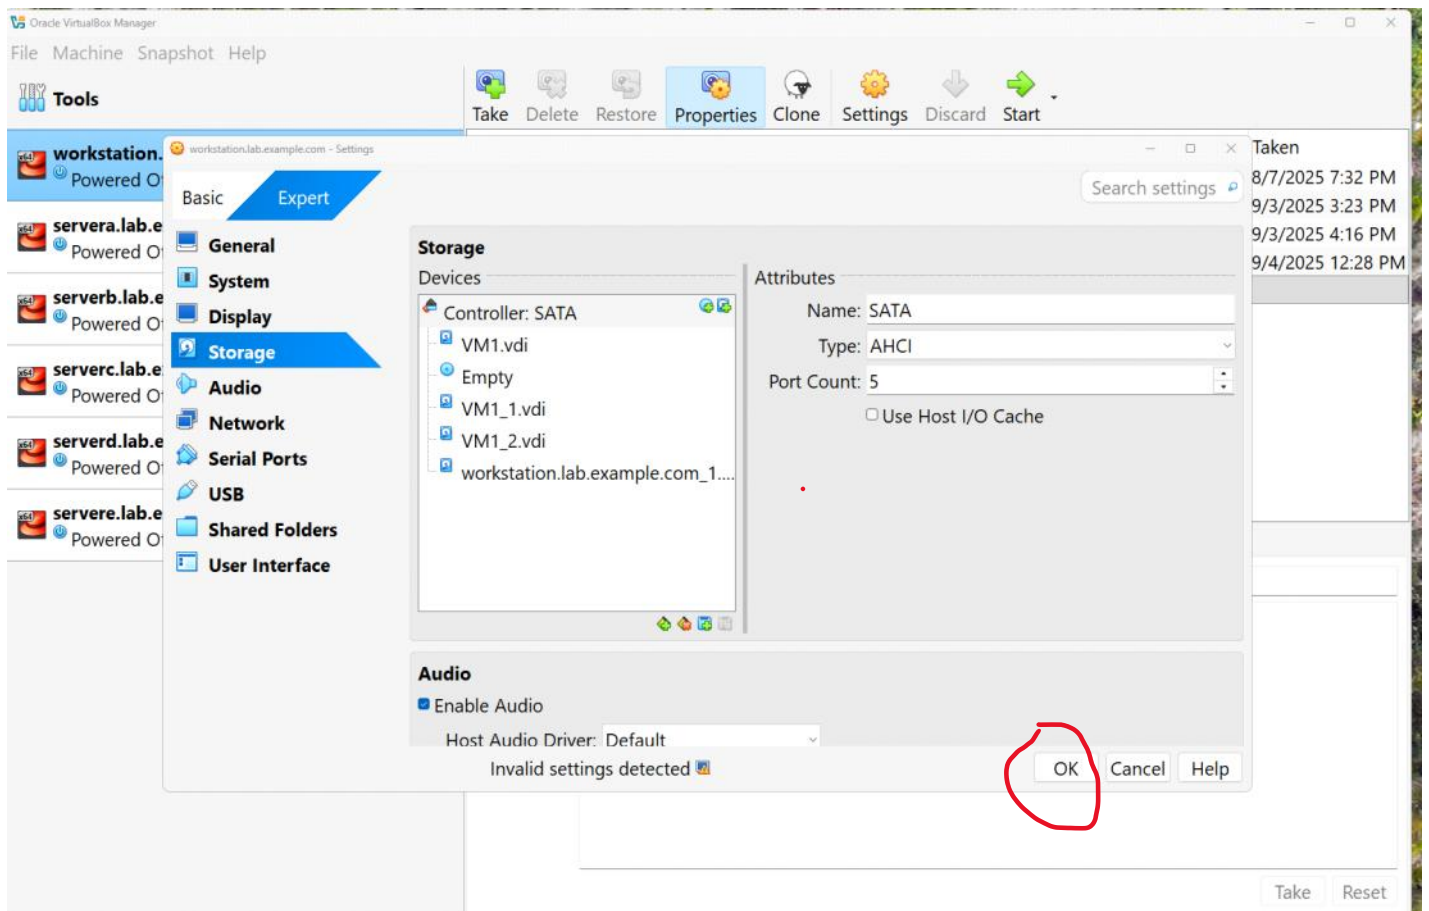 Oracle VirtualBox Manager
File Machine Snapshot Help
Tools
Take Delete Restore Properties Clone Settings Discard Start
workstation.
Powered O
servera.lab.e
Powered O
serverb.lab.e
Powered O
serverc.lab.e
Powered O
serverd.lab.e
Powered O
servere.lab.e
Powered O
Taken
8/7/2025 7:32 PM
9/3/2025 3:23 PM
9/3/2025 4:16 PM
9/4/2025 12:28 PM
workstation.lab.example.com - Settings
Basic Expert
Search settings
General
System
Display
Storage
Audio
Network
Serial Ports
USB
Shared Folders
User Interface
Storage
Devices
Controller: SATA
VM1.vdi
Empty
VM1_1.vdi
VM1_2.vdi
workstation.lab.example.com_1....
Attributes
Name: SATA
Type: AHCI
Port Count: 5
Use Host I/O Cache
Audio
Enable Audio
Host Audio Driver: Default
Invalid settings detected
OK Cancel Help
Take Reset